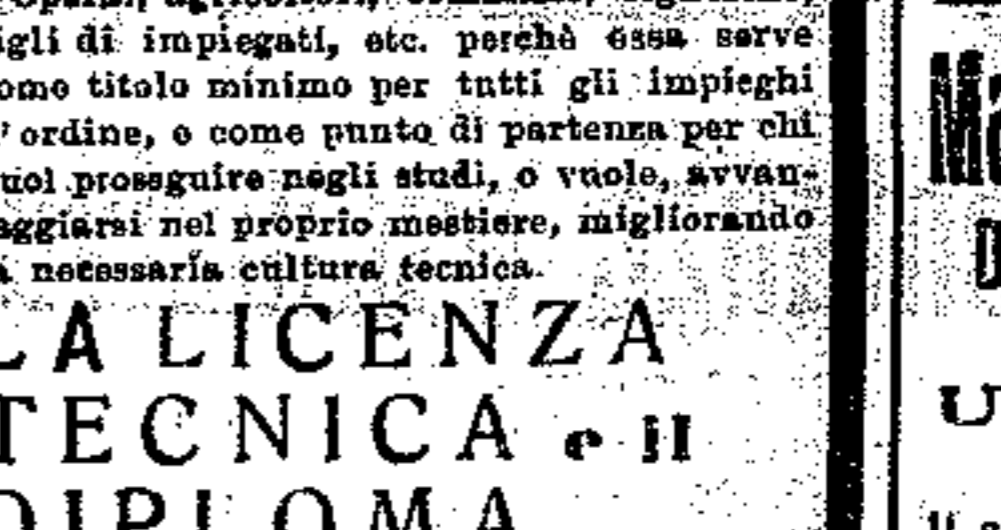 igli di impiegati, etc. perchè essa serve
ome titolo minimo per tutti gli impieghi
' ordine, e come punto di partenza per chi
uol proseguire negli studi, o vuole, avvan-
aggiarsi nel proprio mestiere, migliorando
a necessaria cultura tecnica.
LA LICENZA
TECNICA e il
DIPLOMA